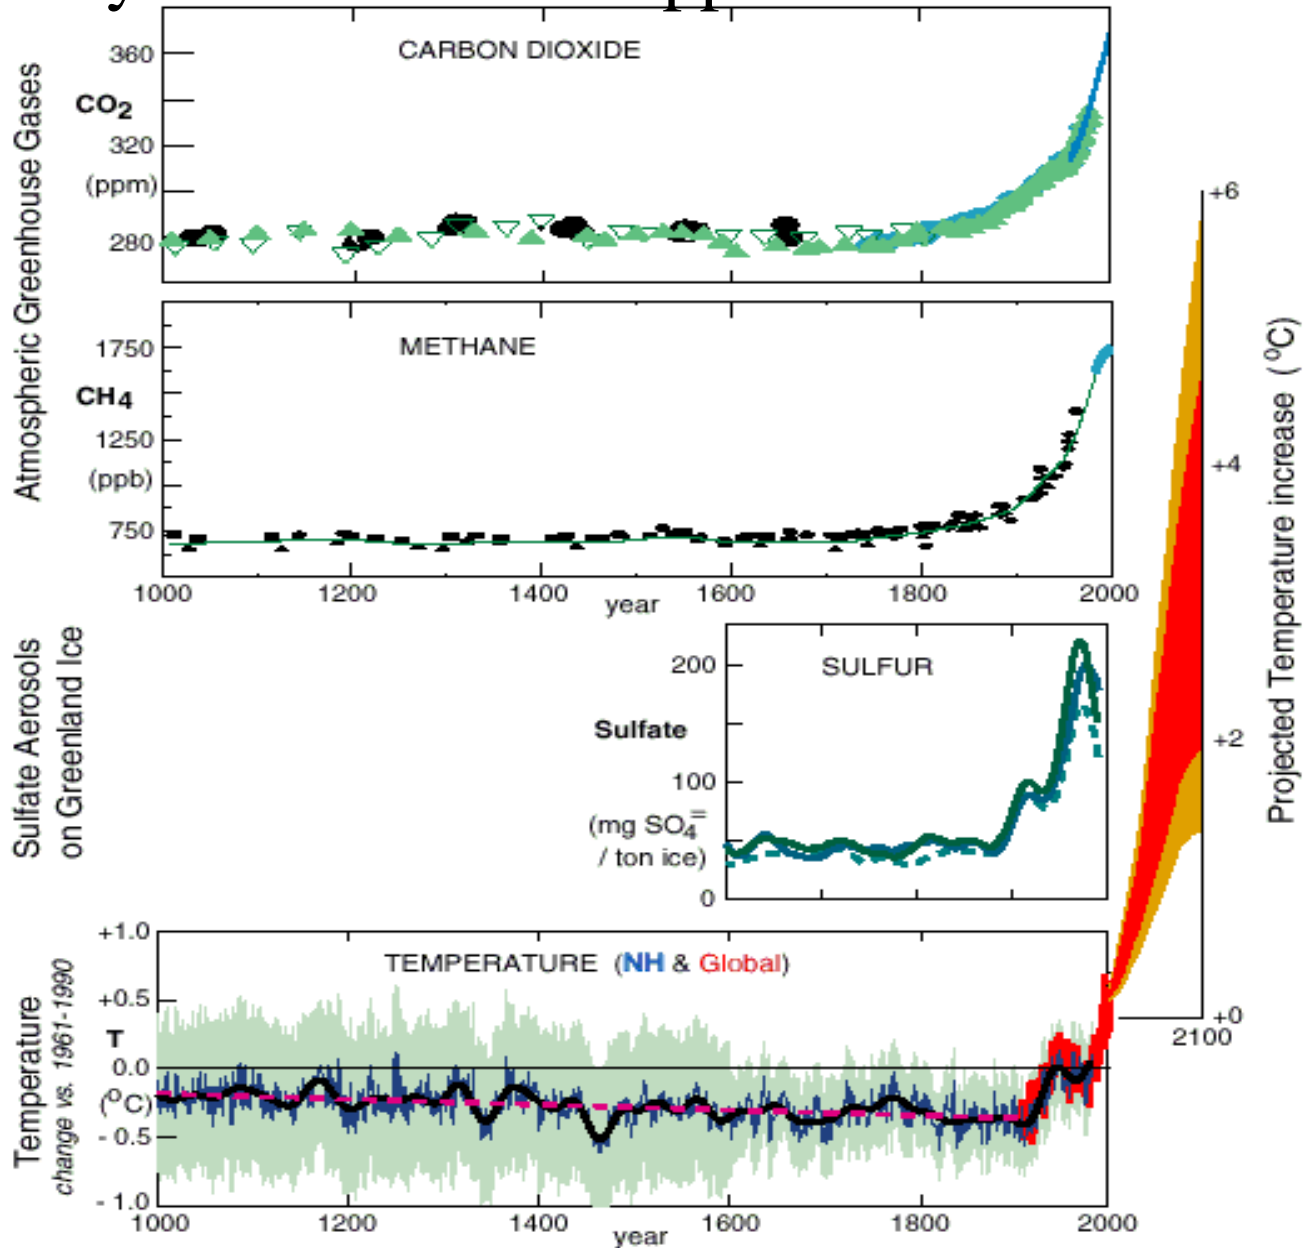 CARBON DIOXIDE
360
CO2
320
(ppm)
280
Atmospheric Greenhouse Gases
METHANE
1750
CH4
1250
(ppb)
750
1000 1200 1400 1600 1800 2000
year
Sulfate Aerosols
on Greenland Ice
SULFUR
200
Sulfate
100
(mg SO4=
/ ton ice)
0
TEMPERATURE (NH & Global)
+1.0
+0.5
T
0.0
(°C)
- 0.5
- 1.0
Temperature
change vs. 1961-1990
1000 1200 1400 1600 1800 2000
year
+6
+4
+2
+0
2100
Projected Temperature increase (°C)